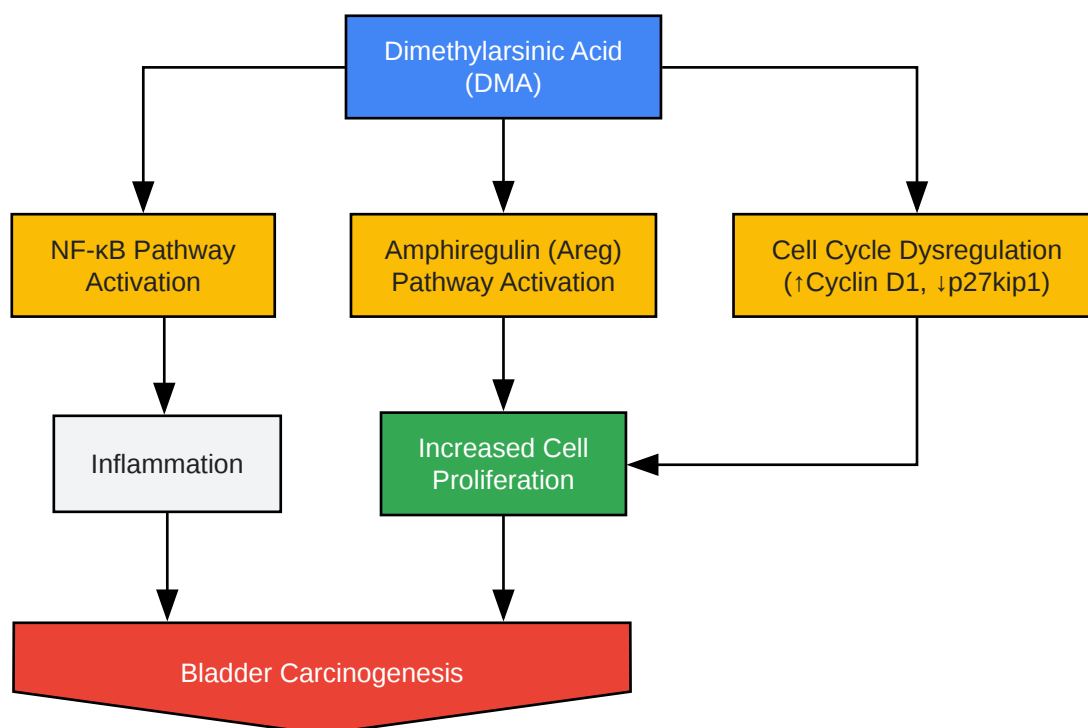 Dimethylarsinic Acid
(DMA)
NF-κB Pathway
Activation
Amphiregulin (Areg)
Pathway Activation
Cell Cycle Dysregulation
(↑Cyclin D1, ↓p27kip1)
Inflammation
Increased Cell
Proliferation
Bladder Carcinogenesis